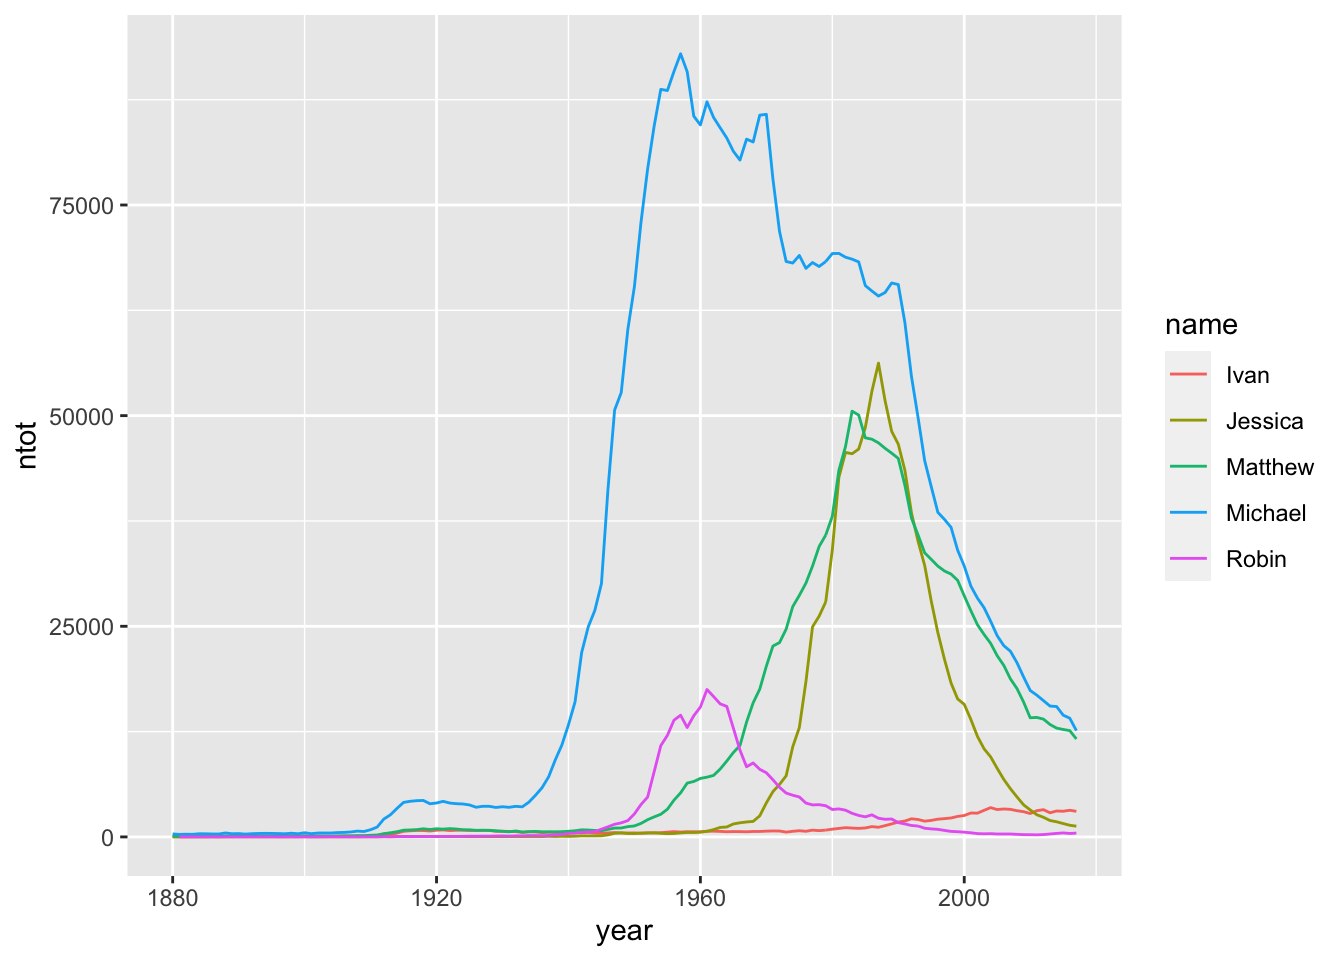 75000
50000
25000
0
ntot
1880 1920 1960 2000
year
name
Ivan
Jessica
Matthew
Michael
Robin